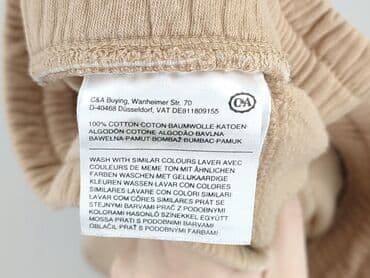 C&A Buying, Wanheimer Str. 70
D-40468 Düsseldorf, VAT DE811809155
C&A
100% COTTON COTON BAUMWOLLE KATOEN
ALGODÓN COTONE ALGODÃO BAVLNA
BAWEŁNA PAMUT BOMBAŽ BUMBAC PAMUK
WASH WITH SIMILAR COLOURS LAVER AVEC
COULEURS DE MEME TON MIT ÄHNLICHEN
FARBEN WASCHEN MET GELIJKAARDIGE
KLEUREN WASSEN LAVAR CON COLORES
SIMILARES LAVARE CON COLORI SIMILARI
LAVAR COM CÔRES SIMILARES PRÁT SE
STEJNÝMI BARVAMI PRAĆ Z PODOBNYMI
KOLORAMI HASONLÓ SZÍNEKKEL EGYÜTT
MOSSA PRATI S PODOBNIMI BARVAMI
OBLAČIL PRAŤ S PODOBNÝMI FARBAMI